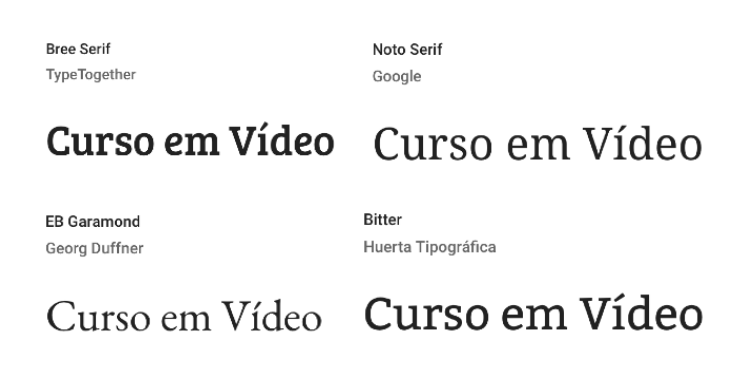 Bree Serif
TypeTogether
Curso em Vídeo
Noto Serif
Google
Curso em Vídeo
EB Garamond
Georg Duffner
Curso em Vídeo
Bitter
Huerta Tipográfica
Curso em Vídeo